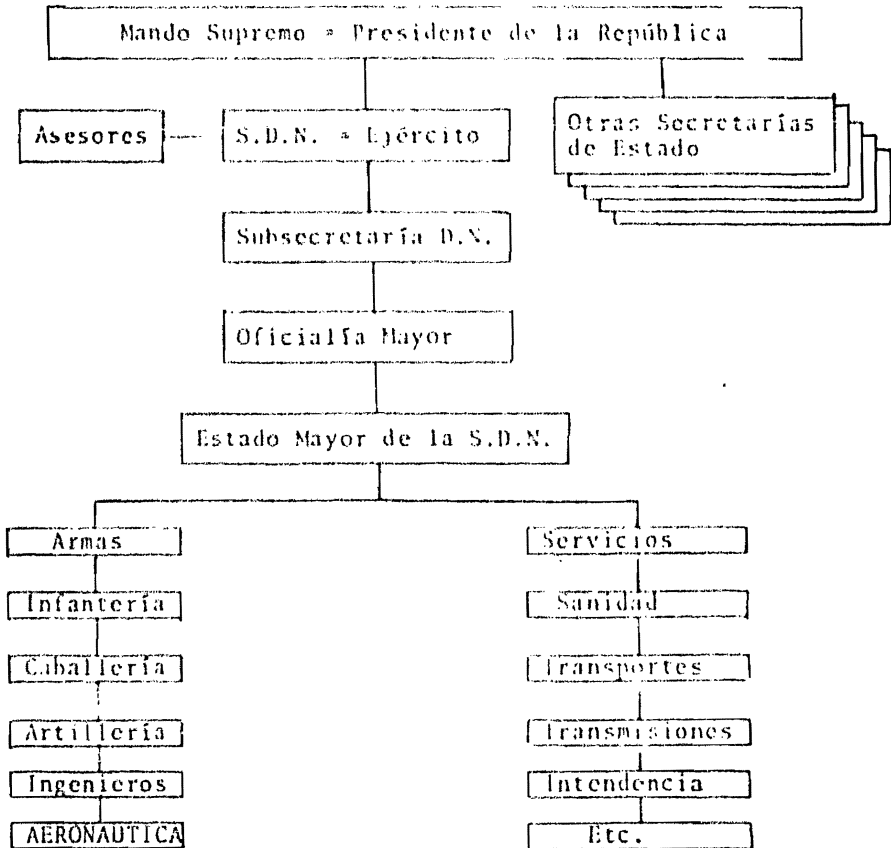 Mando Supremo = Presidente de la República
Asesores
S.D.N. = Ejército
Otras Secretarías
de Estado
Subsecretaría D.N.
Oficialía Mayor
Estado Mayor de la S.D.N.
Armas
Infantería
Caballería
Artillería
Ingenieros
AERONAUTICA
Servicios
Sanidad
Transportes
Transmisiones
Intendencia
Etc.